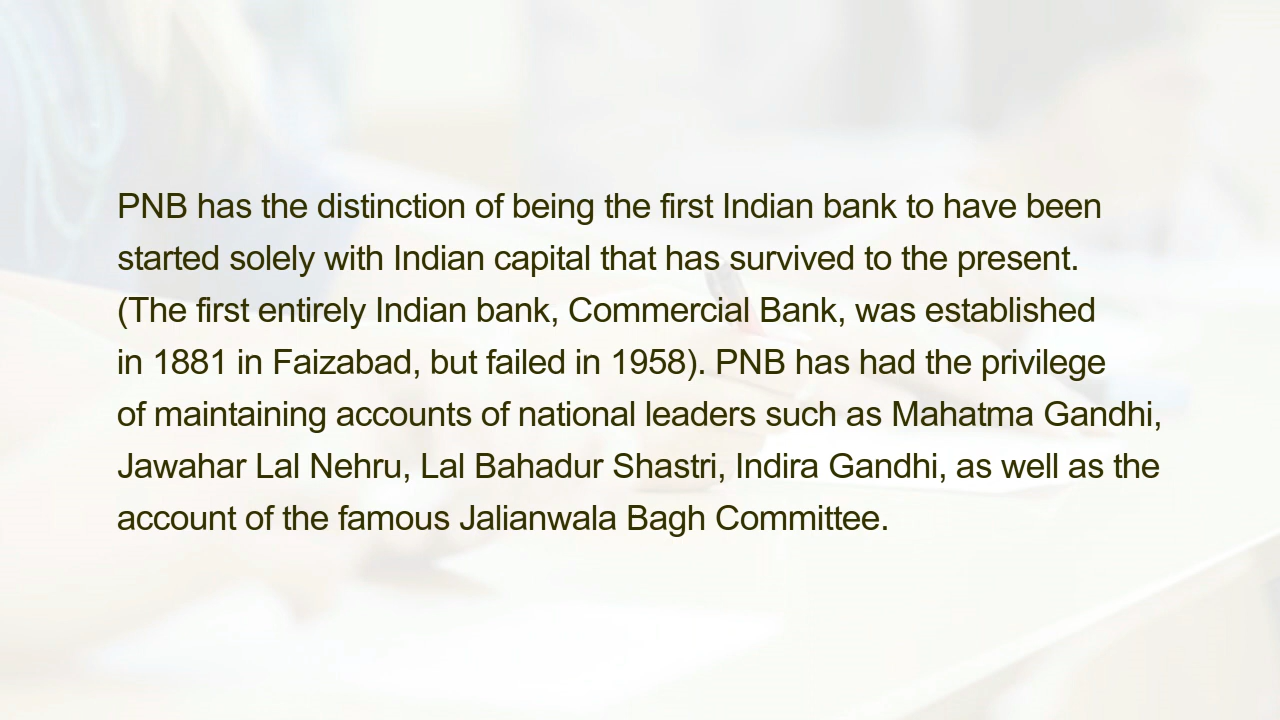 PNB has the distinction of being the first Indian bank to have been
started solely with Indian capital that has survived to the present.
(The first entirely Indian bank, Commercial Bank, was established
in 1881 in Faizabad, but failed in 1958). PNB has had the privilege
of maintaining accounts of national leaders such as Mahatma Gandhi,
Jawahar Lal Nehru, Lal Bahadur Shastri, Indira Gandhi, as well as the
account of the famous Jalianwala Bagh Committee.